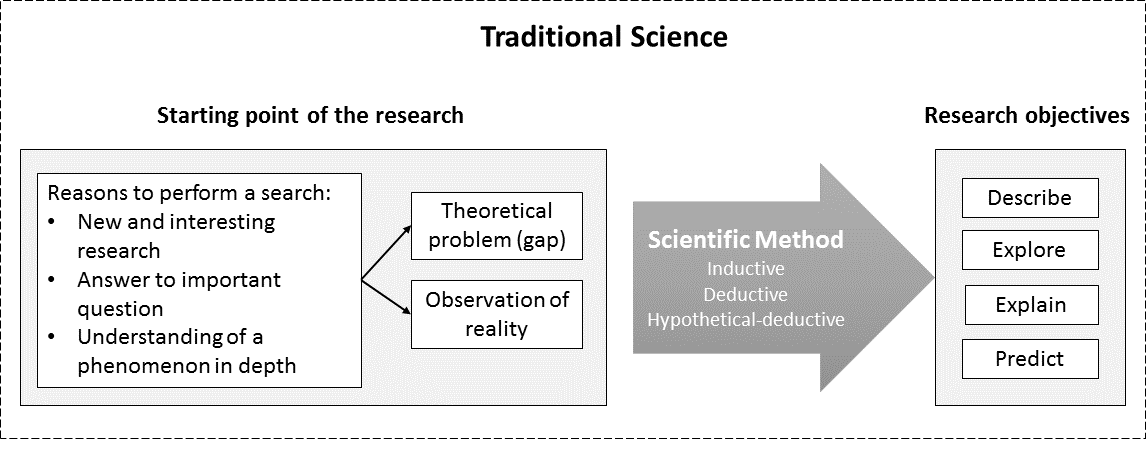 Traditional Science
Starting point of the research
Reasons to perform a search:
• New and interesting
research
• Answer to important
question
• Understanding of a
phenomenon in depth
Theoretical
problem (gap)
Observation of
reality
Scientific Method
Inductive
Deductive
Hypothetical-deductive
Research objectives
Describe
Explore
Explain
Predict